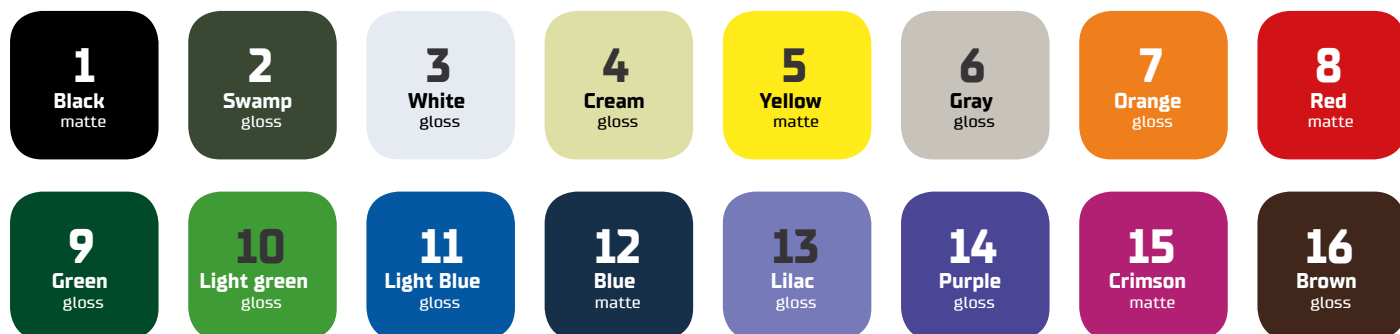 1
Black
matte
2
Swamp
gloss
3
White
gloss
4
Cream
gloss
5
Yellow
matte
6
Gray
gloss
7
Orange
gloss
8
Red
matte
9
Green
gloss
10
Light green
gloss
11
Light Blue
gloss
12
Blue
matte
13
Lilac
gloss
14
Purple
gloss
15
Crimson
matte
16
Brown
gloss